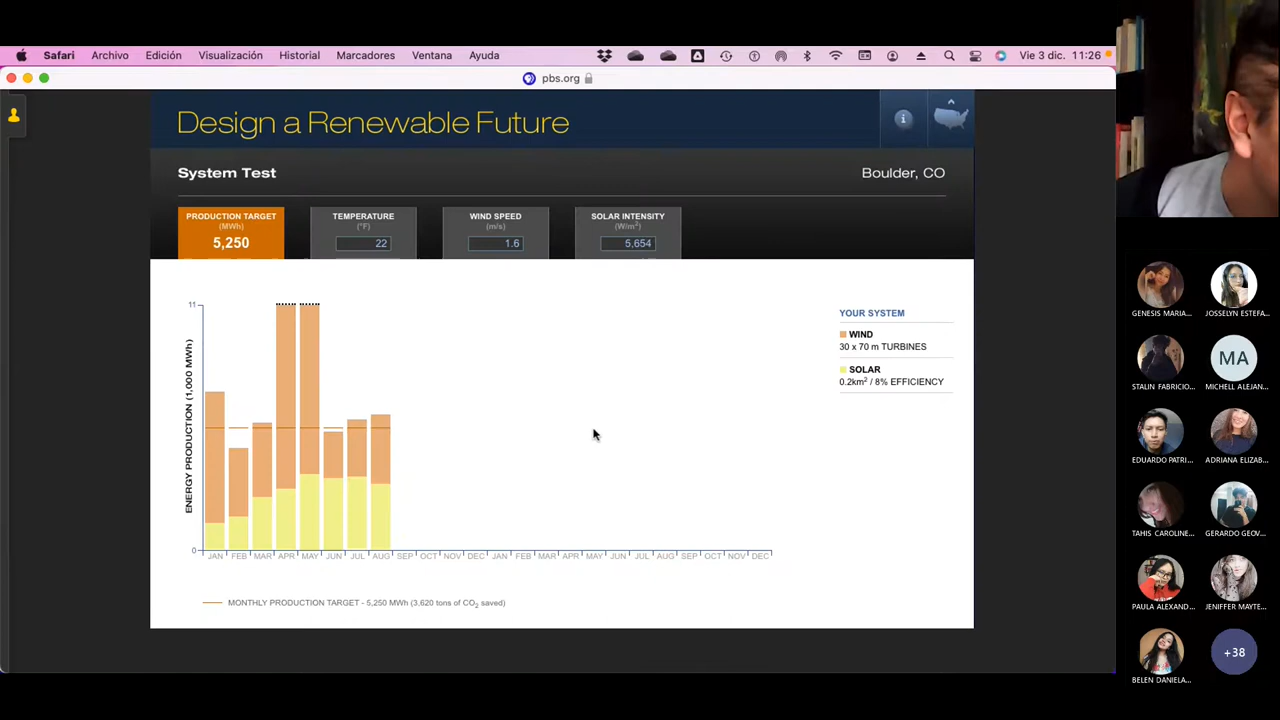 Safari Archivo Edición Visualización Historial Marcadores Ventana Ayuda Vie 3 dic. 11:26
pbs.org
Design a Renewable Future
System Test
Boulder, CO
PRODUCTION TARGET
(MWh)
5,250
TEMPERATURE
(°F)
22
WIND SPEED
(m/s)
1.6
SOLAR INTENSITY
(W/m²)
5,654
ENERGY PRODUCTION (1,000 MWh)
11
0
JAN FEB MAR APR MAY JUN JUL AUG SEP OCT NOV DEC JAN FEB MAR APR MAY JUN JUL AUG SEP OCT NOV DEC
MONTHLY PRODUCTION TARGET - 5,250 MWh (3,620 tons of CO₂ saved)
YOUR SYSTEM
WIND
30 x 70 m TURBINES
SOLAR
0.2km² / 8% EFFICIENCY
GENESIS MARIA... JOSSELYN ESTEFA...
MA
STALIN FABRICIO... MICHELL ALEJAN...
EDUARDO PATRI... ADRIANA ELIZAB...
TAHIS CAROLINE... GERARDO GEOV...
PAULA ALEXAND... JENIFFER MAYTE...
+38
BELEN DANIELA...